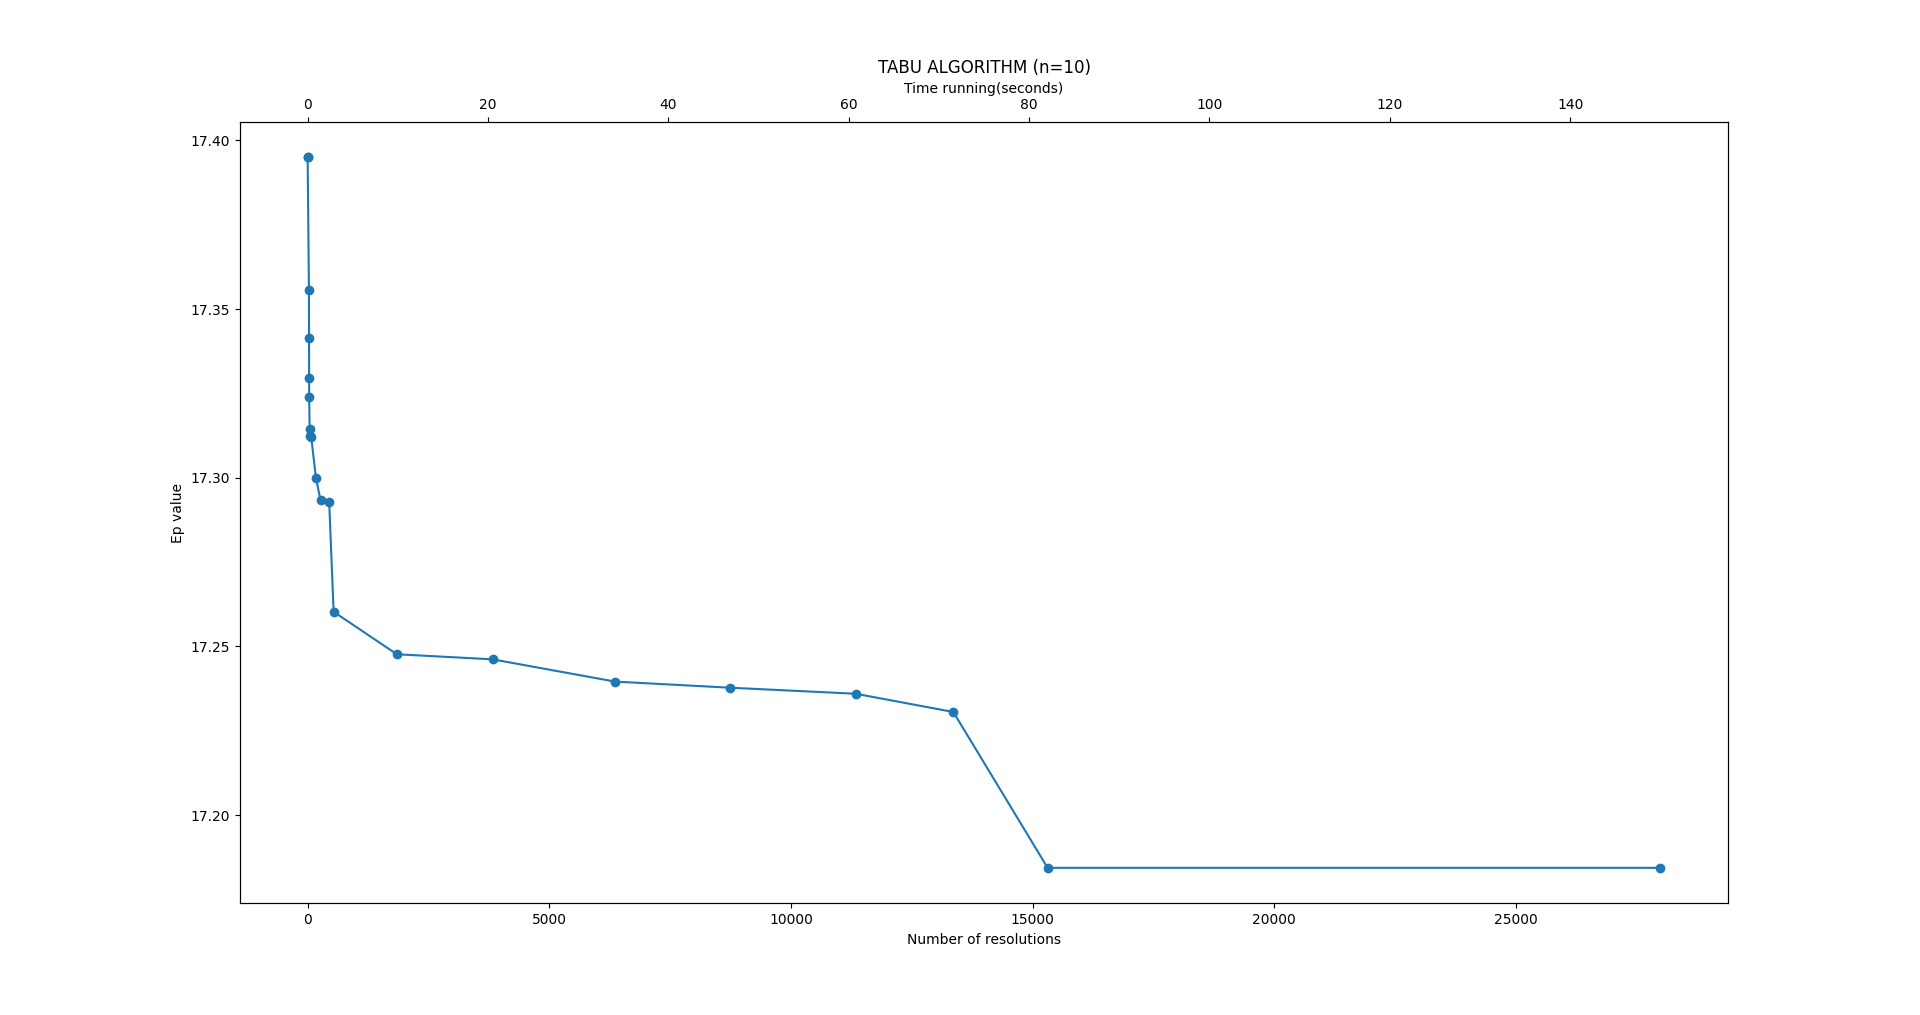 TABU ALGORITHM (n=10)
Time running(seconds)
0 20 40 60 80 100 120 140
17.40
17.35
17.30
17.25
17.20
Ep value
0 5000 10000 15000 20000 25000
Number of resolutions